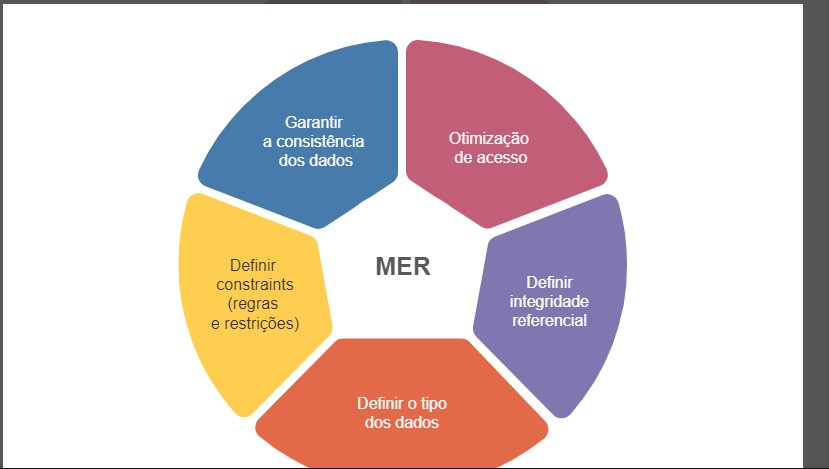 Garantir
a consistência
dos dados
Otimização
de acesso
Definir
constraints
(regras
e restrições)
MER
Definir
integridade
referencial
Definir o tipo
dos dados